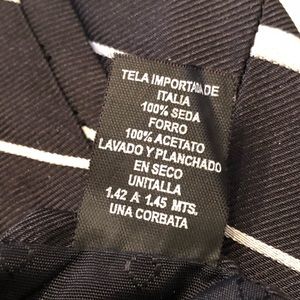 TELA IMPORTADA DE
ITALIA
100% SEDA
FORRO
100% ACETATO
LAVADO Y PLANCHADO
EN SECO
UNITALLA
1.42 A 1.45 MTS.
UNA CORBATA